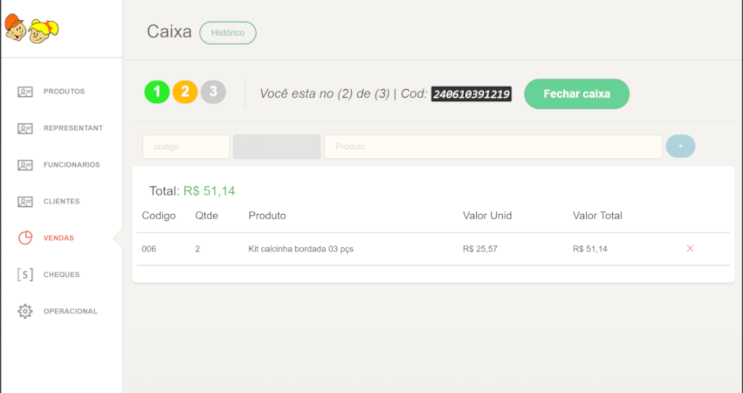 Caixa Histórico
PRODUTOS
REPRESENTANT
FUNCIONARIOS
CLIENTES
VENDAS
[$] CHEQUES
OPERACIONAL
1 2 3 Você esta no (2) de (3) | Cod: 240610391219 Fechar caixa
codigo Produto +
Total: R$ 51,14
Codigo Qtde Produto Valor Unid Valor Total
006 2 Kit calcinha bordada 03 pçs R$ 25,57 R$ 51,14